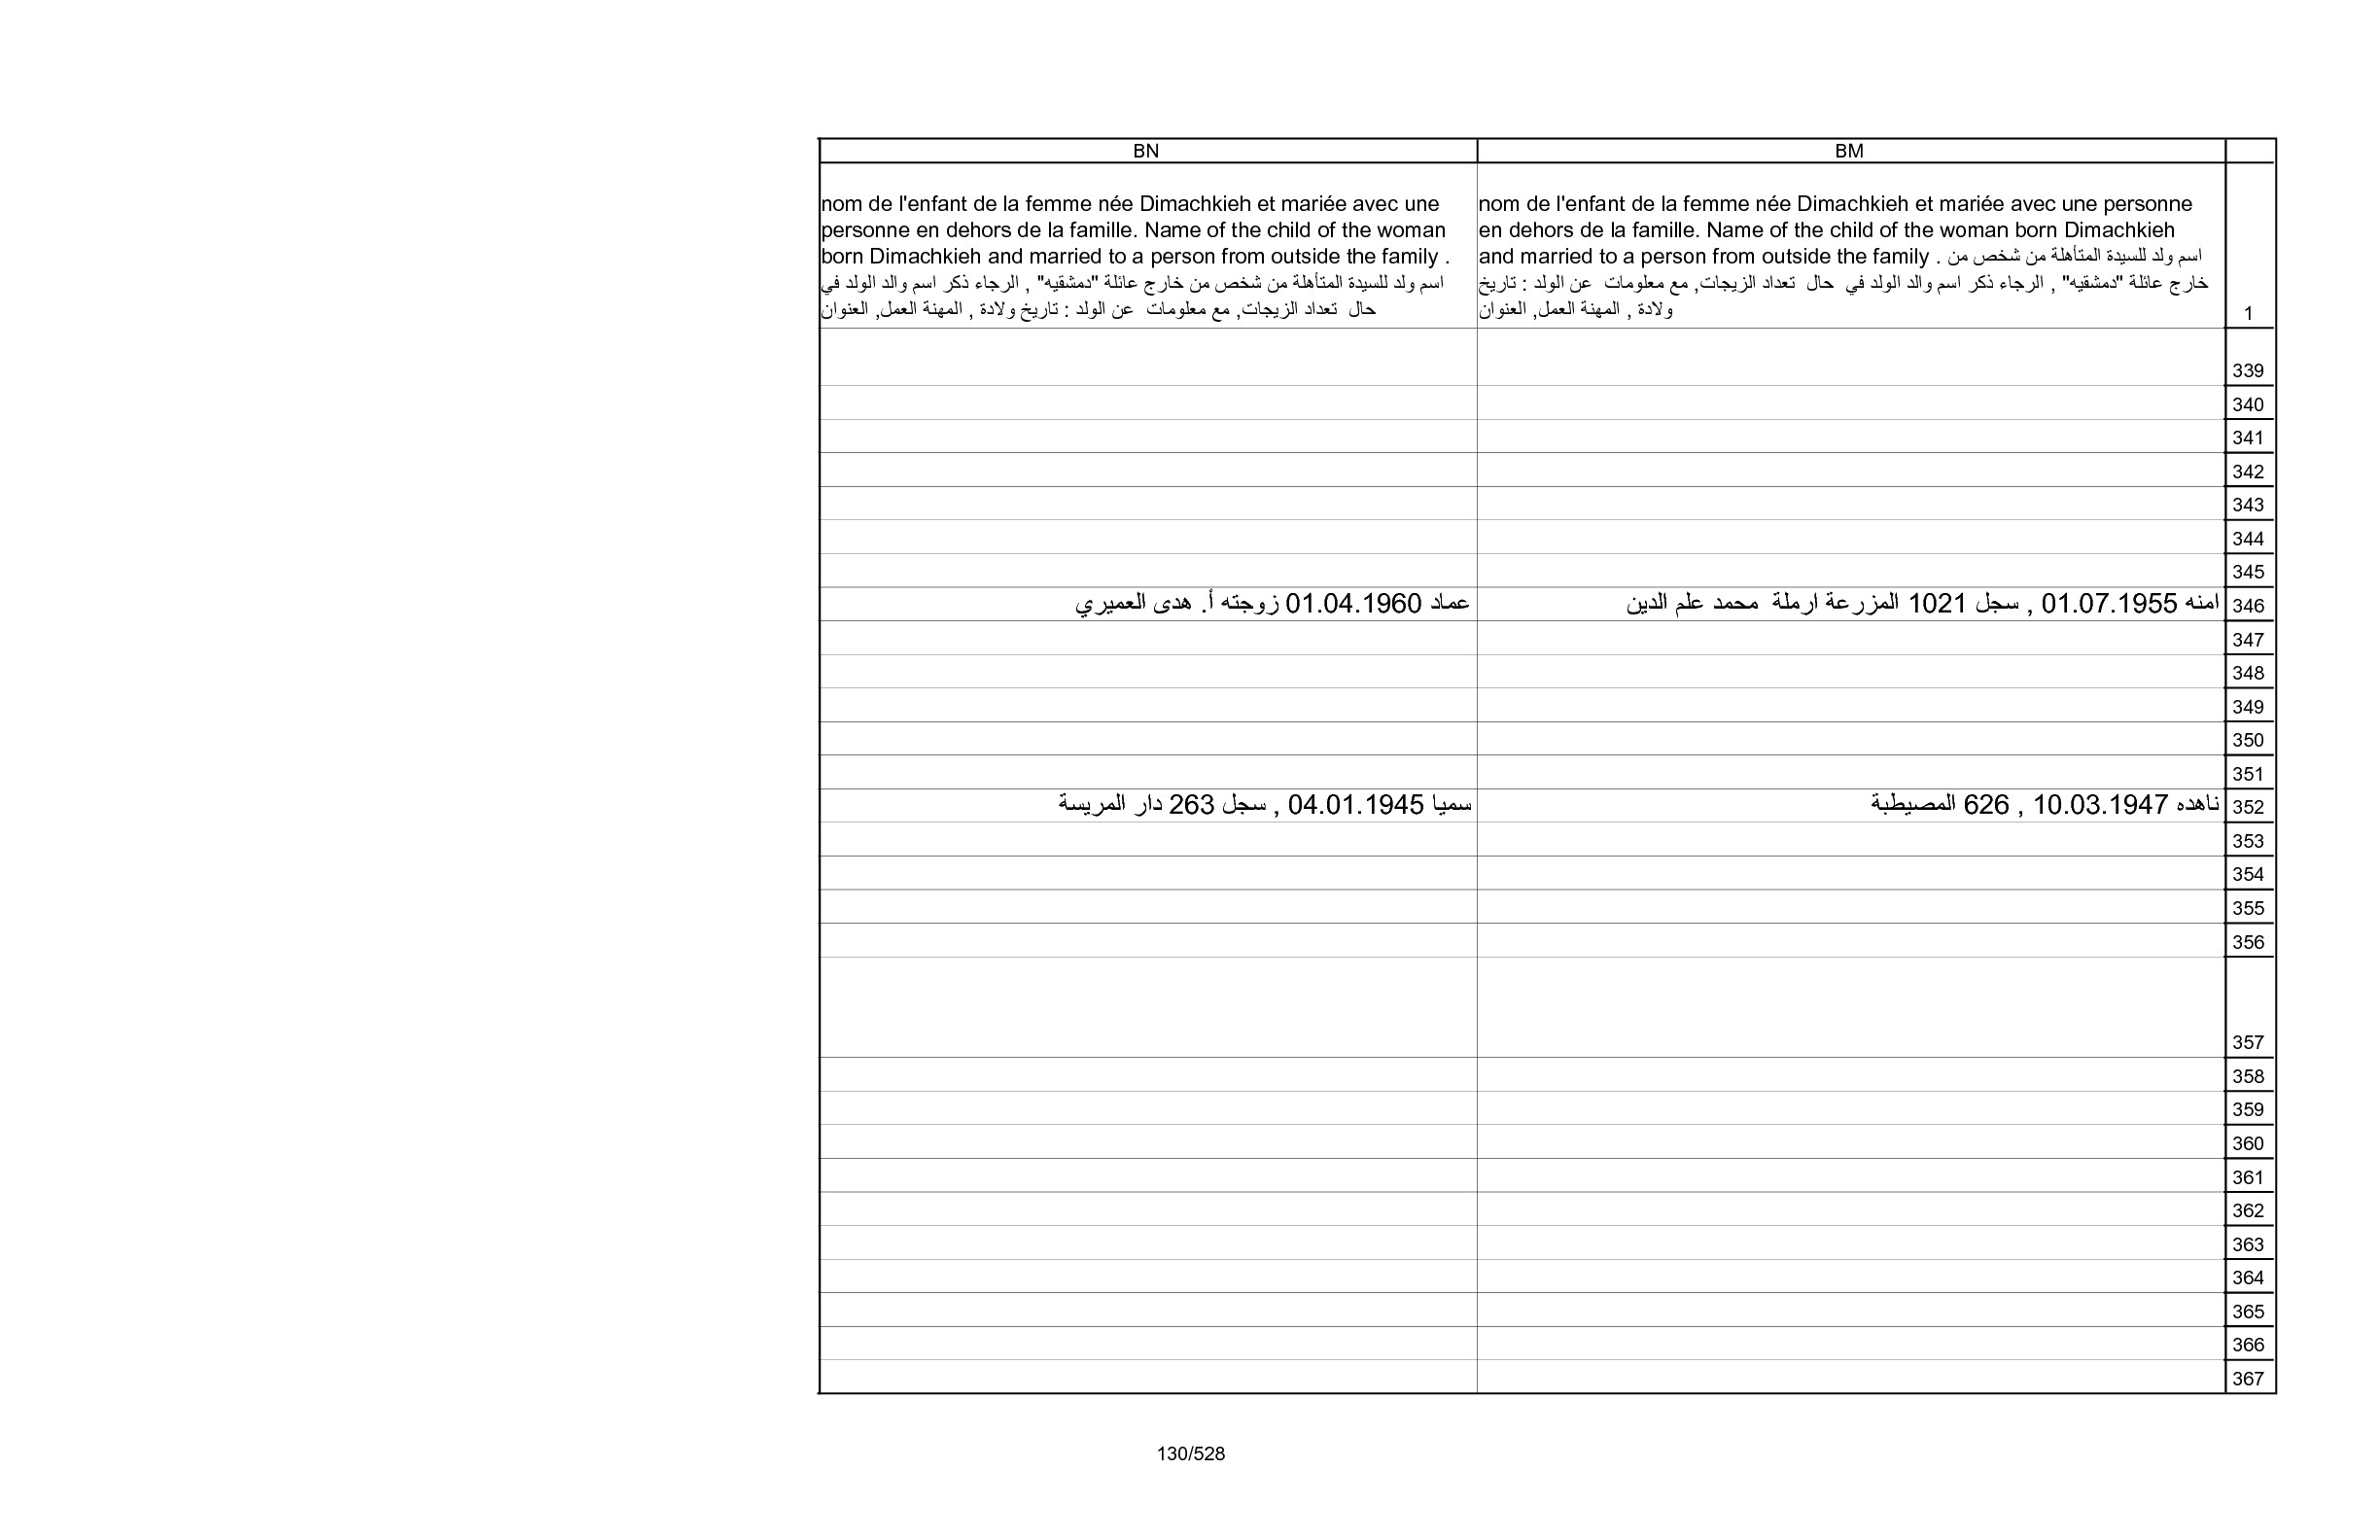 BM
BN
nom de l'enfant de la femme née Dimachkieh et mariée avec une personne
en dehors de la famille. Name of the child of the woman born Dimachkieh
and married to a person from outside the family . اسم ولد للسيدة المتأهلة من شخص من
خارج عائلة "دمشقيه" , الرجاء ذكر اسم والد الولد في حال تعداد الزيجات, مع معلومات عن الولد : تاريخ
ولادة , المهنة العمل, العنوان
nom de l'enfant de la femme née Dimachkieh et mariée avec une
personne en dehors de la famille. Name of the child of the woman
born Dimachkieh and married to a person from outside the family .
اسم ولد للسيدة المتأهلة من شخص من خارج عائلة "دمشقيه" , الرجاء ذكر اسم والد الولد في
حال تعداد الزيجات, مع معلومات عن الولد : تاريخ ولادة , المهنة العمل, العنوان
1
339
340
341
342
343
344
345
346 امنه 01.07.1955 , سجل 1021 المزرعة ارملة محمد علم الدين
عماد 01.04.1960 زوجته أ. هدى العميري
347
348
349
350
351
352 ناهده 10.03.1947 , 626 المصيطبة
سميا 04.01.1945 , سجل 263 دار المريسة
353
354
355
356
357
358
359
360
361
362
363
364
365
366
367
130/528